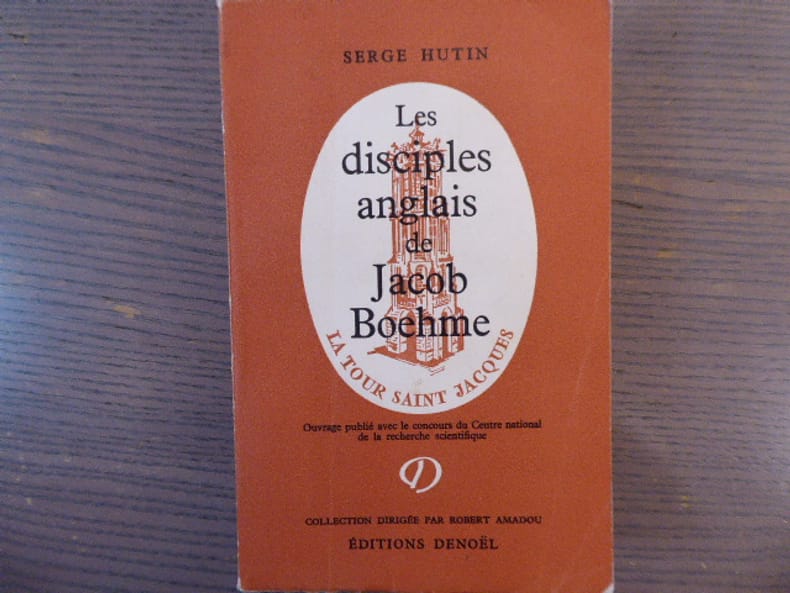 SERGE HUTIN
Les
disciples
anglais
de
Jacob
Boehme
LA TOUR SAINT JACQUES
Ouvrage publié avec le concours du Centre national
de la recherche scientifique
D
COLLECTION DIRIGÉE PAR ROBERT AMADOU
ÉDITIONS DENOËL